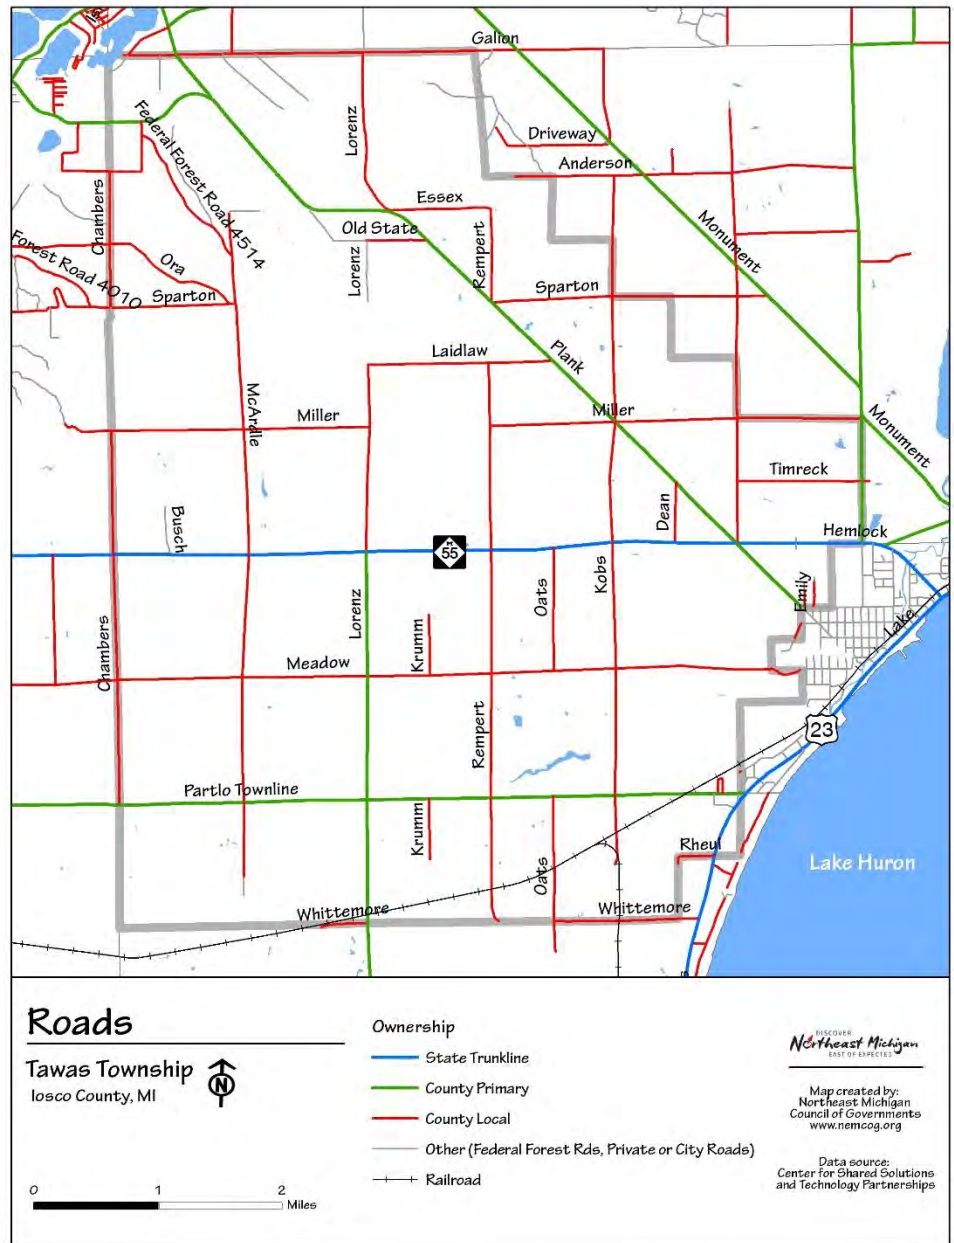 Galion
Lorenz
Driveway
Anderson
Federal Forest Road 4514
Chambers
Essex
Old State
Rempert
Monument
Lorenz
Ora
Forest Road 4010
Sparton
Sparton
Laidlaw
Plank
McArdle
Miller
Miller
Monument
Timreck
Dean
Busch
Hemlock
M
55
Lorenz
Oats
Kobs
Emily
Krumm
Lake
Chambers
Meadow
Rempert
23
Partlo Townline
Krumm
Rheyl
Oats
Lake Huron
Whittemore
Whittemore
Roads
Tawas Township
Iosco County, MI
N
0 1 2
Miles
Ownership
State Trunkline
County Primary
County Local
Other (Federal Forest Rds, Private or City Roads)
Railroad
DISCOVER
Northeast Michigan
EAST OF EXPECTED
Map created by:
Northeast Michigan
Council of Governments
www.nemcog.org
Data source:
Center for Shared Solutions
and Technology Partnerships